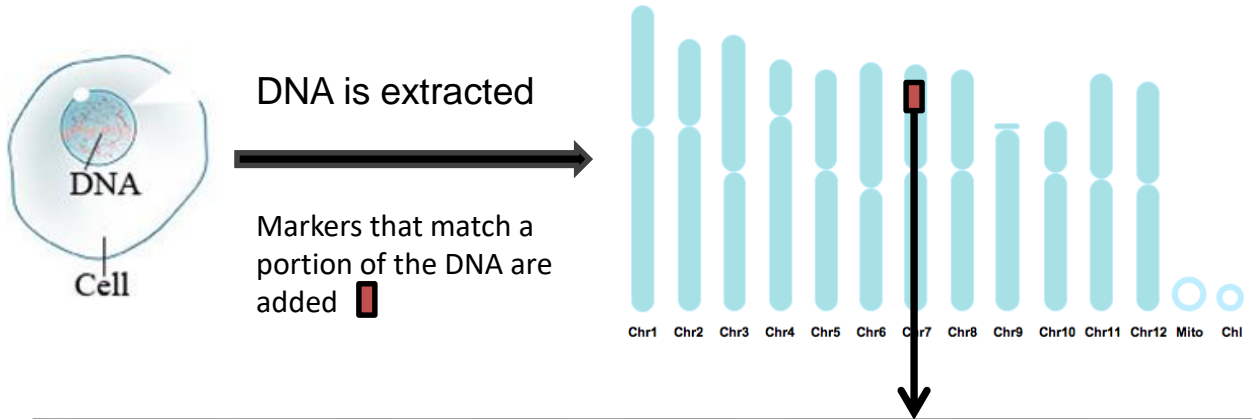 DNA is extracted
DNA
Cell
Markers that match a
portion of the DNA are
added
Chr1 Chr2 Chr3 Chr4 Chr5 Chr6 Chr7 Chr8 Chr9 Chr10 Chr11 Chr12 Mito Chl